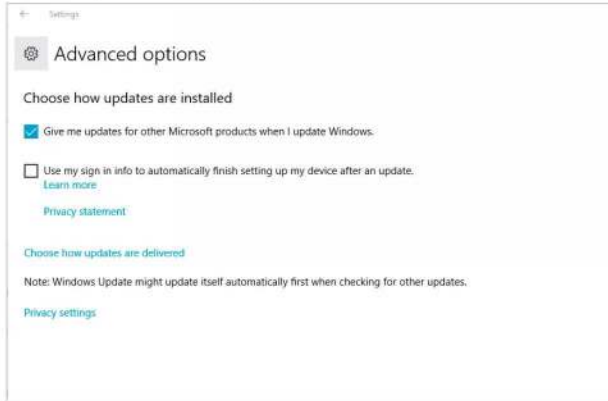 Settings
Advanced options
Choose how updates are installed
Give me updates for other Microsoft products when I update Windows.
Use my sign in info to automatically finish setting up my device after an update.
Learn more
Privacy statement
Choose how updates are delivered
Note: Windows Update might update itself automatically first when checking for other updates.
Privacy settings